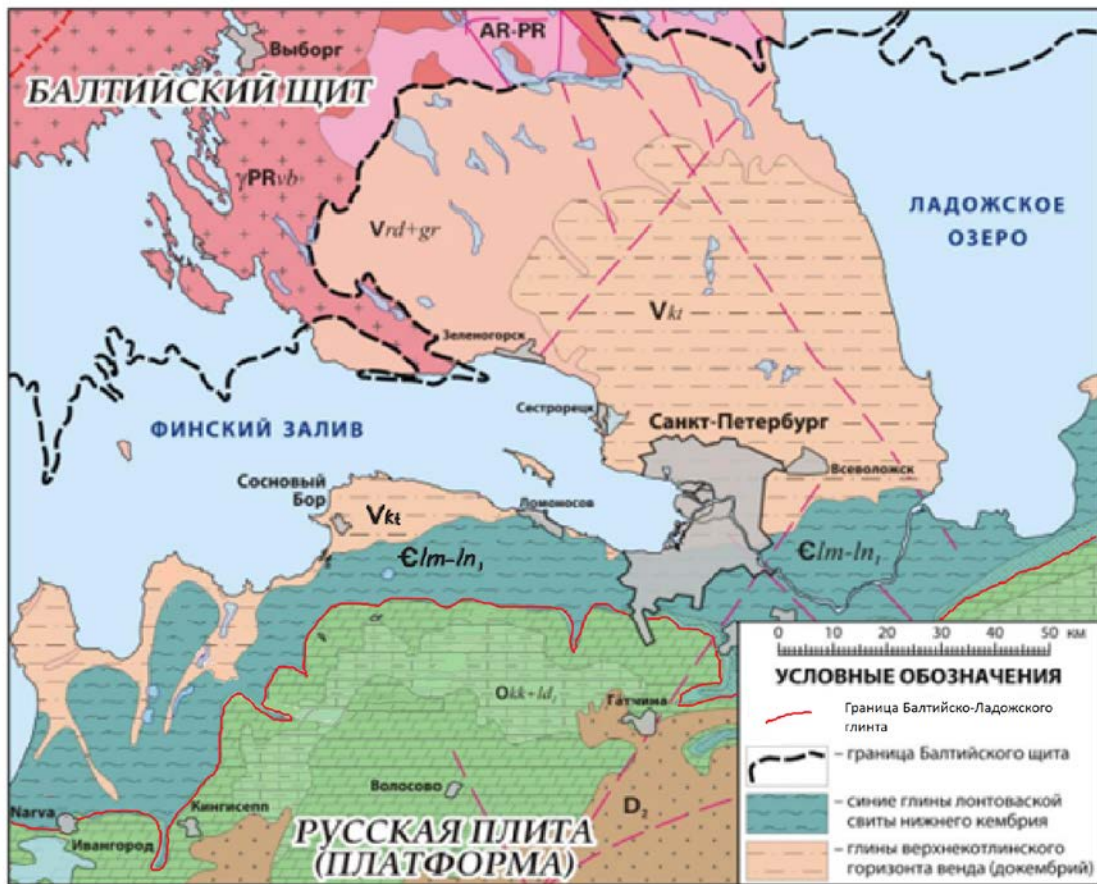 Выборг
AR-PR
БАЛТИЙСКИЙ ЩИТ
γPRvb
Vrd+gr
ЛАДОЖСКОЕ
ОЗЕРО
Vkt
Зеленогорск
ФИНСКИЙ ЗАЛИВ
Сестрорецк
Санкт-Петербург
Всеволожск
Сосновый
Бор
Ломоносов
Vkt
Єlm-ln₁
Єlm-ln₁
Okk+ld₁
Гатчина
Волосово
Narva
Ивангород
Кингисепп
D₂
РУССКАЯ ПЛИТА
(ПЛАТФОРМА)
0 10 20 30 40 50 КМ
УСЛОВНЫЕ ОБОЗНАЧЕНИЯ
Граница Балтийско-Ладожского
глинта
– граница Балтийского щита
– синие глины лонтоваской
свиты нижнего кембрия
– глины верхнекотлинского
горизонта венда (докембрий)